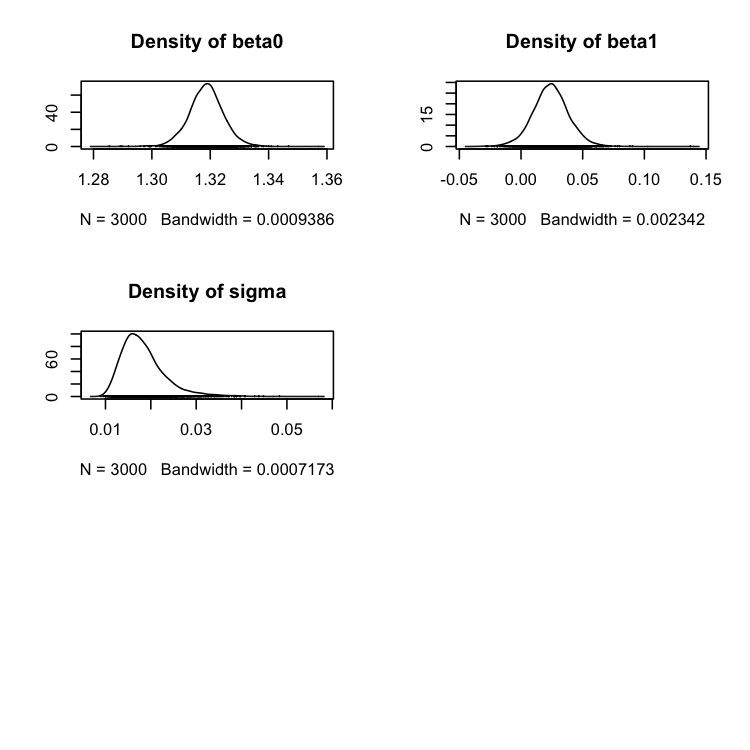 Density of beta0
40
0
1.28 1.30 1.32 1.34 1.36
N = 3000 Bandwidth = 0.0009386
Density of beta1
15
0
-0.05 0.00 0.05 0.10 0.15
N = 3000 Bandwidth = 0.002342
Density of sigma
60
0
0.01 0.03 0.05
N = 3000 Bandwidth = 0.0007173